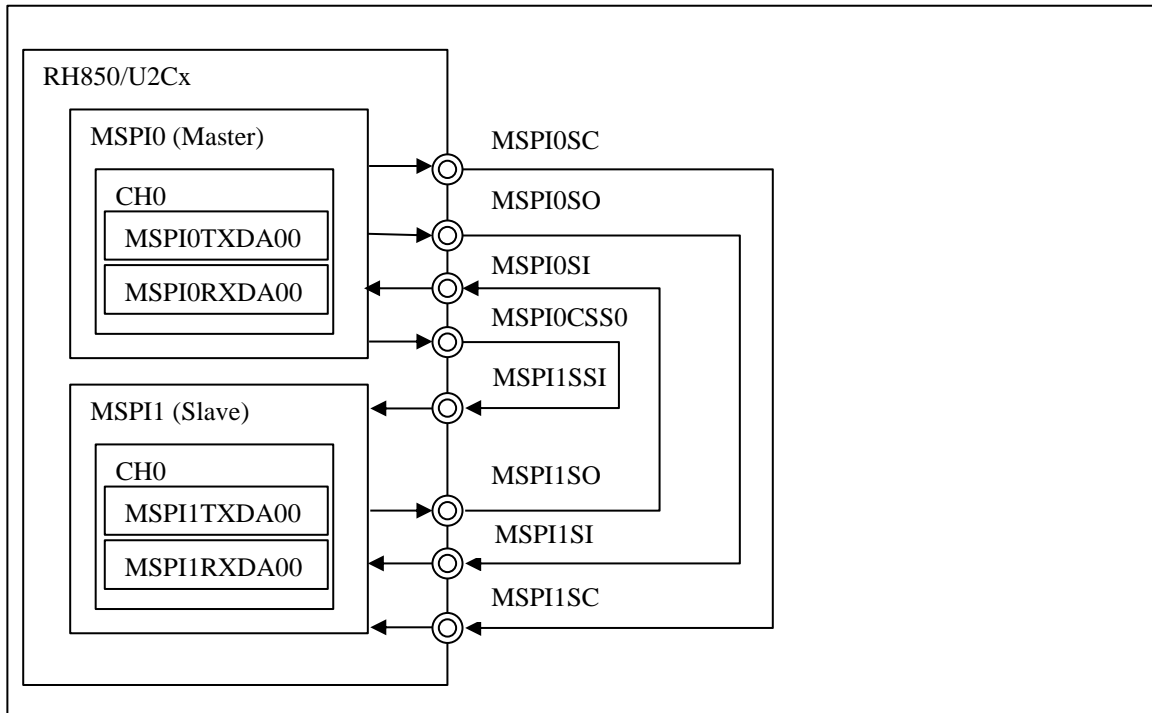 RH850/U2Cx
MSPI0 (Master)
CH0
MSPI0TXDA00
MSPI0RXDA00
MSPI0SC
MSPI0SO
MSPI0SI
MSPI0CSS0
MSPI1SSI
MSPI1 (Slave)
CH0
MSPI1TXDA00
MSPI1RXDA00
MSPI1SO
MSPI1SI
MSPI1SC